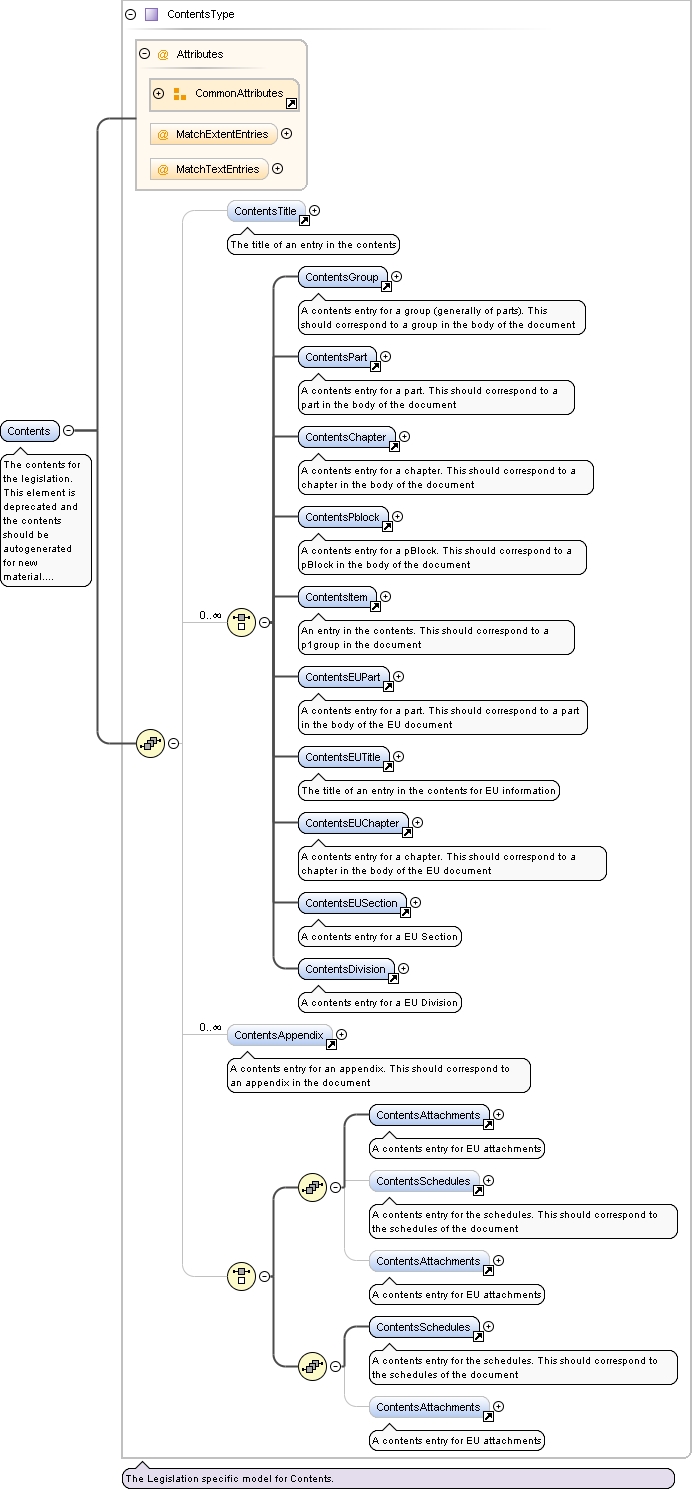 ContentsType
@ Attributes
CommonAttributes
@ MatchExtentEntries
@ MatchTextEntries
ContentsTitle
The title of an entry in the contents
ContentsGroup
A contents entry for a group (generally of parts). This
should correspond to a group in the body of the document
ContentsPart
A contents entry for a part. This should correspond to a
part in the body of the document
Contents
The contents for
the legislation.
This element is
deprecated and
the contents
should be
autogenerated
for new
material....
ContentsChapter
A contents entry for a chapter. This should correspond to a
chapter in the body of the document
ContentsPblock
A contents entry for a pBlock. This should correspond to a
pBlock in the body of the document
ContentsItem
An entry in the contents. This should correspond to a
p1group in the document
0..∞
ContentsEUPart
A contents entry for a part. This should correspond to a part
in the body of the EU document
ContentsEUTitle
The title of an entry in the contents for EU information
ContentsEUChapter
A contents entry for a chapter. This should correspond to a
chapter in the body of the EU document
ContentsEUSection
A contents entry for a EU Section
ContentsDivision
A contents entry for a EU Division
0..∞
ContentsAppendix
A contents entry for an appendix. This should correspond to
an appendix in the document
ContentsAttachments
A contents entry for EU attachments
ContentsSchedules
A contents entry for the schedules. This should correspond to
the schedules of the document
ContentsAttachments
A contents entry for EU attachments
ContentsSchedules
A contents entry for the schedules. This should correspond to
the schedules of the document
ContentsAttachments
A contents entry for EU attachments
The Legislation specific model for Contents.